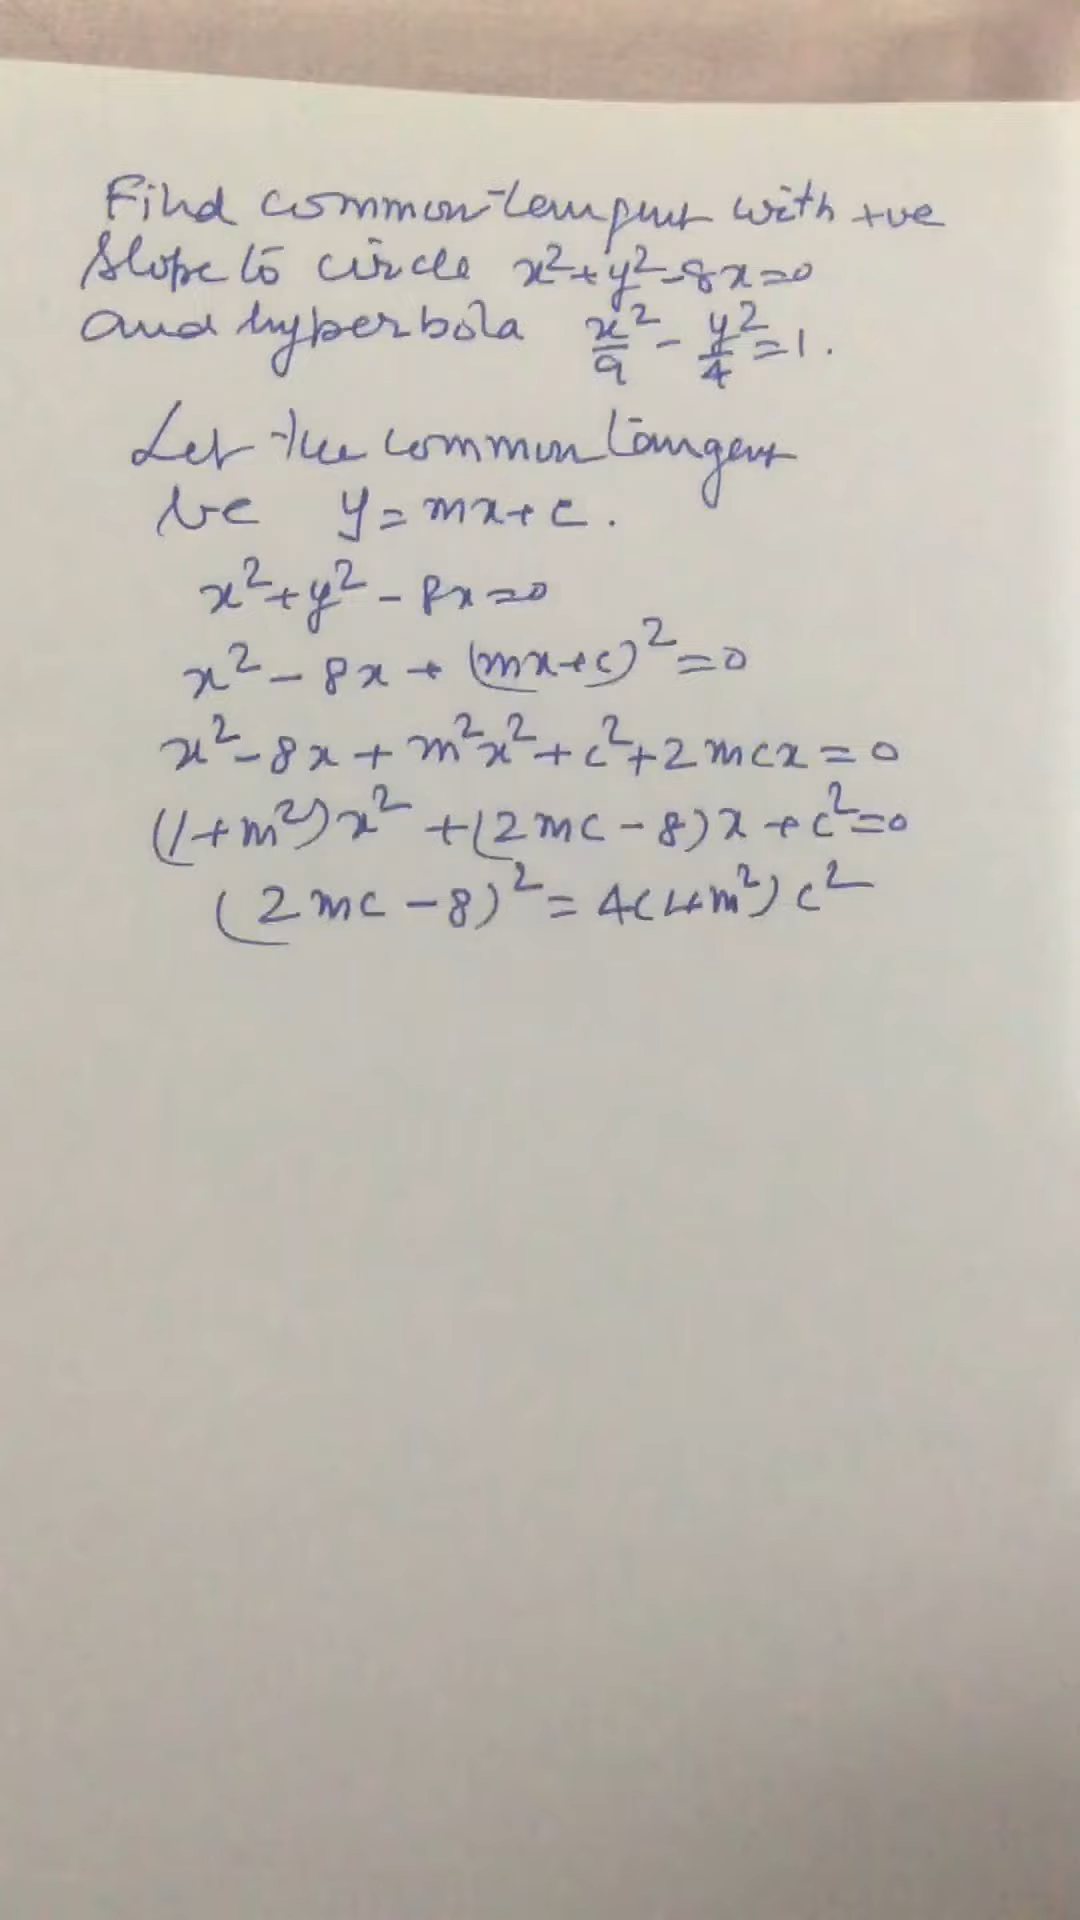 Find common tangent with +ve
slope to circle x²+y²-8x=0
and hyperbola x²/9 - y²/4 = 1.
Let the common tangent
be y = mx+c.
x²+y²-8x=0
x²-8x+(mx+c)²=0
x²-8x+m²x²+c²+2mcx=0
(1+m²)x²+(2mc-8)x+c²=0
(2mc-8)²=4(1+m²)c²